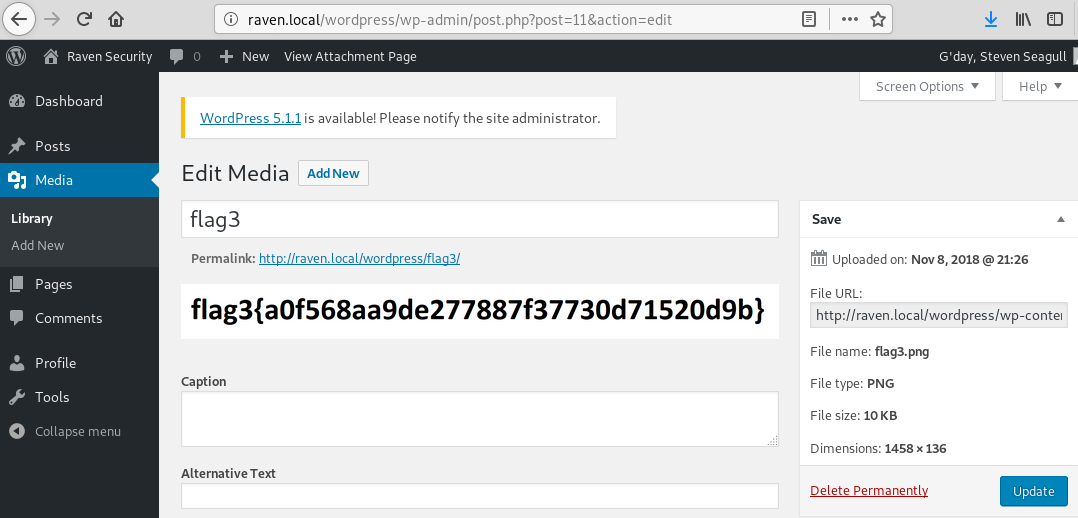 raven.local/wordpress/wp-admin/post.php?post=11&action=edit
Raven Security 0 New View Attachment Page G'day, Steven Seagull
Screen Options Help
Dashboard
Posts
Media
Library
Add New
Pages
Comments
Profile
Tools
Collapse menu
WordPress 5.1.1 is available! Please notify the site administrator.
Edit Media Add New
flag3
Permalink: http://raven.local/wordpress/flag3/
flag3{a0f568aa9de277887f37730d71520d9b}
Caption
Alternative Text
Save
Uploaded on: Nov 8, 2018 @ 21:26
File URL:
http://raven.local/wordpress/wp-conter
File name: flag3.png
File type: PNG
File size: 10 KB
Dimensions: 1458 × 136
Delete Permanently Update